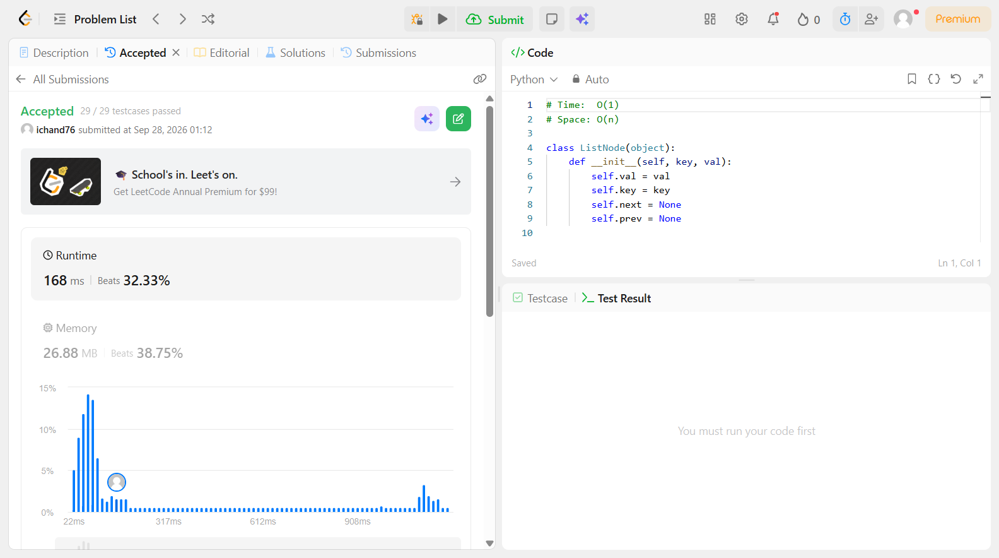 Problem List
Submit
0
Premium
Description
Accepted
Editorial
Solutions
Submissions
All Submissions
Accepted 29 / 29 testcases passed
ichand76 submitted at Sep 28, 2026 01:12
School's in. Leet's on.
Get LeetCode Annual Premium for $99!
Runtime
168 ms Beats 32.33%
Memory
26.88 MB Beats 38.75%
15%
10%
5%
0%
22ms 317ms 612ms 908ms
Code
Python Auto
1 # Time:  O(1)
2 # Space: O(n)
3
4 class ListNode(object):
5     def __init__(self, key, val):
6         self.val = val
7         self.key = key
8         self.next = None
9         self.prev = None
10
Saved Ln 1, Col 1
Testcase
Test Result
You must run your code first